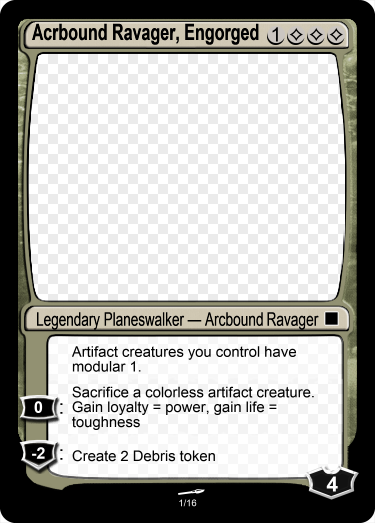 Acrbound Ravager, Engorged 1
Legendary Planeswalker — Arcbound Ravager
Artifact creatures you control have
modular 1.
Sacrifice a colorless artifact creature.
0 : Gain loyalty = power, gain life =
toughness
-2 : Create 2 Debris token
4
1/16